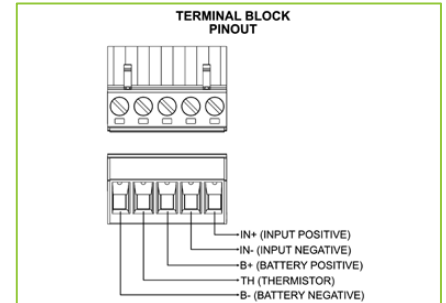 TERMINAL BLOCK
PINOUT
IN+ (INPUT POSITIVE)
IN- (INPUT NEGATIVE)
B+ (BATTERY POSITIVE)
TH (THERMISTOR)
B- (BATTERY NEGATIVE)